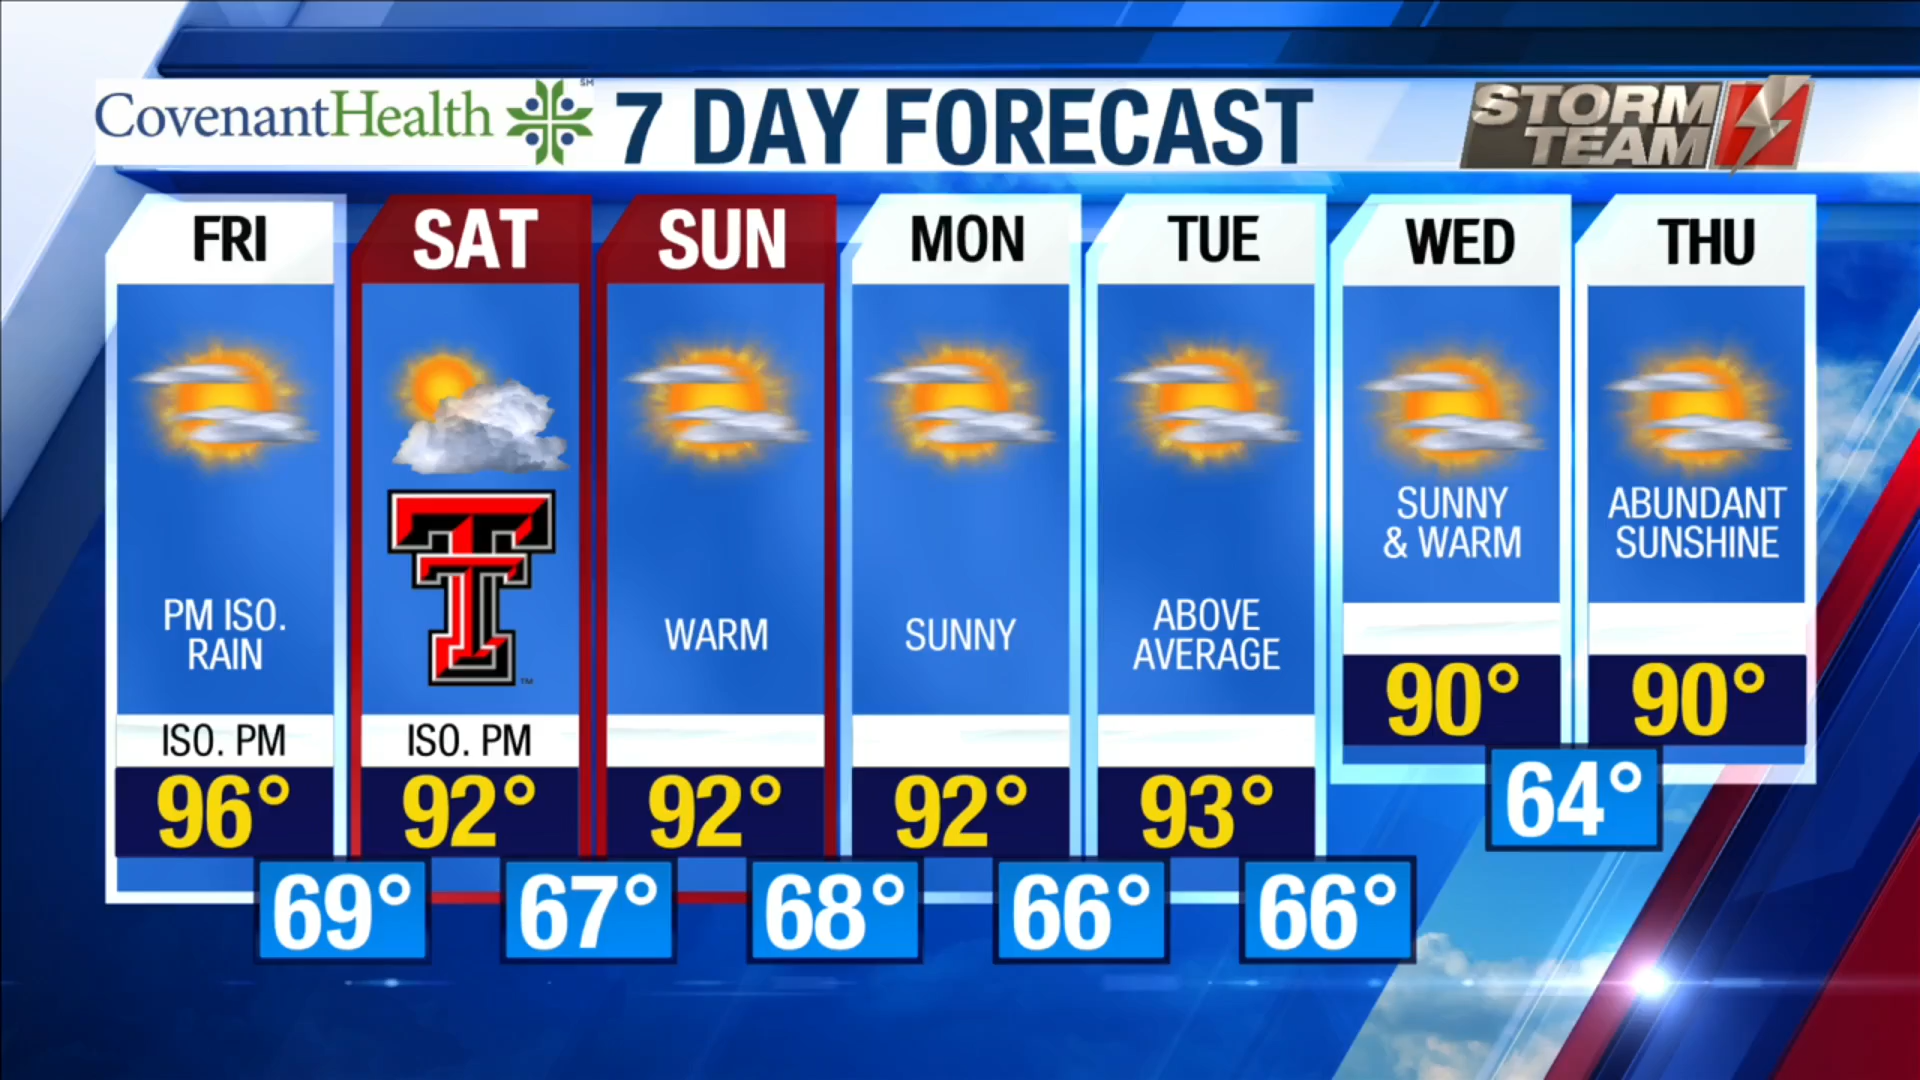 CovenantHealth SM 7 DAY FORECAST
STORM
TEAM
FRI
SAT
SUN
MON
TUE
WED
THU
PM ISO.
RAIN
TM
WARM
SUNNY
ABOVE
AVERAGE
SUNNY
& WARM
ABUNDANT
SUNSHINE
ISO. PM
ISO. PM
96°
92°
92°
92°
93°
90°
90°
69°
67°
68°
66°
66°
64°